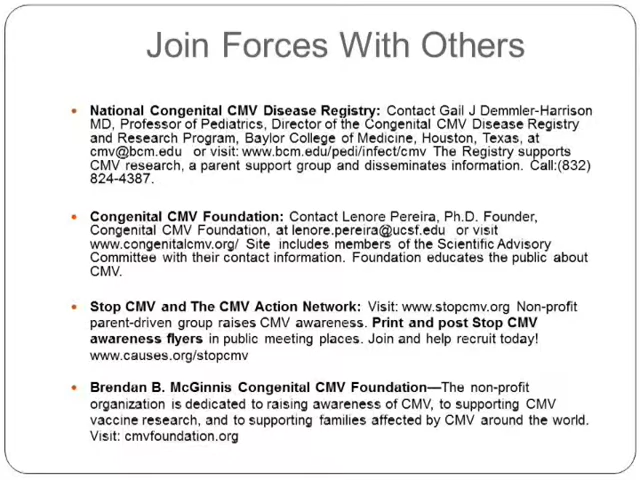 Join Forces With Others
• National Congenital CMV Disease Registry: Contact Gail J Demmler-Harrison
MD, Professor of Pediatrics, Director of the Congenital CMV Disease Registry
and Research Program, Baylor College of Medicine, Houston, Texas, at
cmv@bcm.edu or visit: www.bcm.edu/pedi/infect/cmv The Registry supports
CMV research, a parent support group and disseminates information. Call:(832)
824-4387.
• Congenital CMV Foundation: Contact Lenore Pereira, Ph.D. Founder,
Congenital CMV Foundation, at lenore.pereira@ucsf.edu or visit
www.congenitalcmv.org/ Site includes members of the Scientific Advisory
Committee with their contact information. Foundation educates the public about
CMV.
• Stop CMV and The CMV Action Network: Visit: www.stopcmv.org Non-profit
parent-driven group raises CMV awareness. Print and post Stop CMV
awareness flyers in public meeting places. Join and help recruit today!
www.causes.org/stopcmv
• Brendan B. McGinnis Congenital CMV Foundation—The non-profit
organization is dedicated to raising awareness of CMV, to supporting CMV
vaccine research, and to supporting families affected by CMV around the world.
Visit: cmvfoundation.org